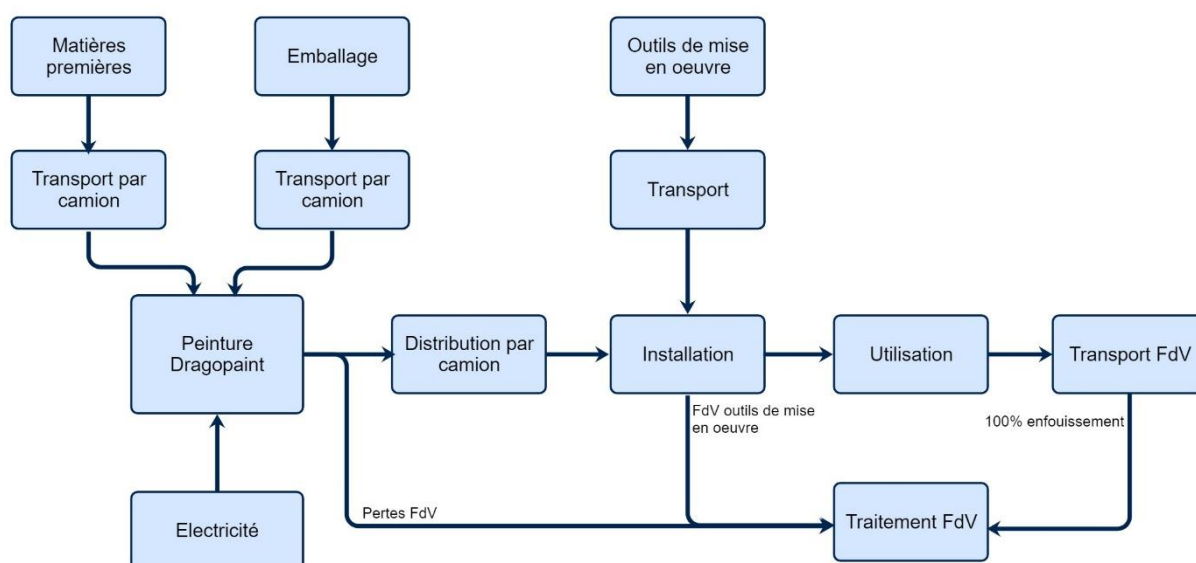 Matières
premières
Emballage
Outils de mise
en oeuvre
Transport par
camion
Transport par
camion
Transport
Peinture
Dragopaint
Distribution par
camion
Installation
Utilisation
Transport FdV
FdV outils de mise
en oeuvre
100% enfouissement
Pertes FdV
Electricité
Traitement FdV